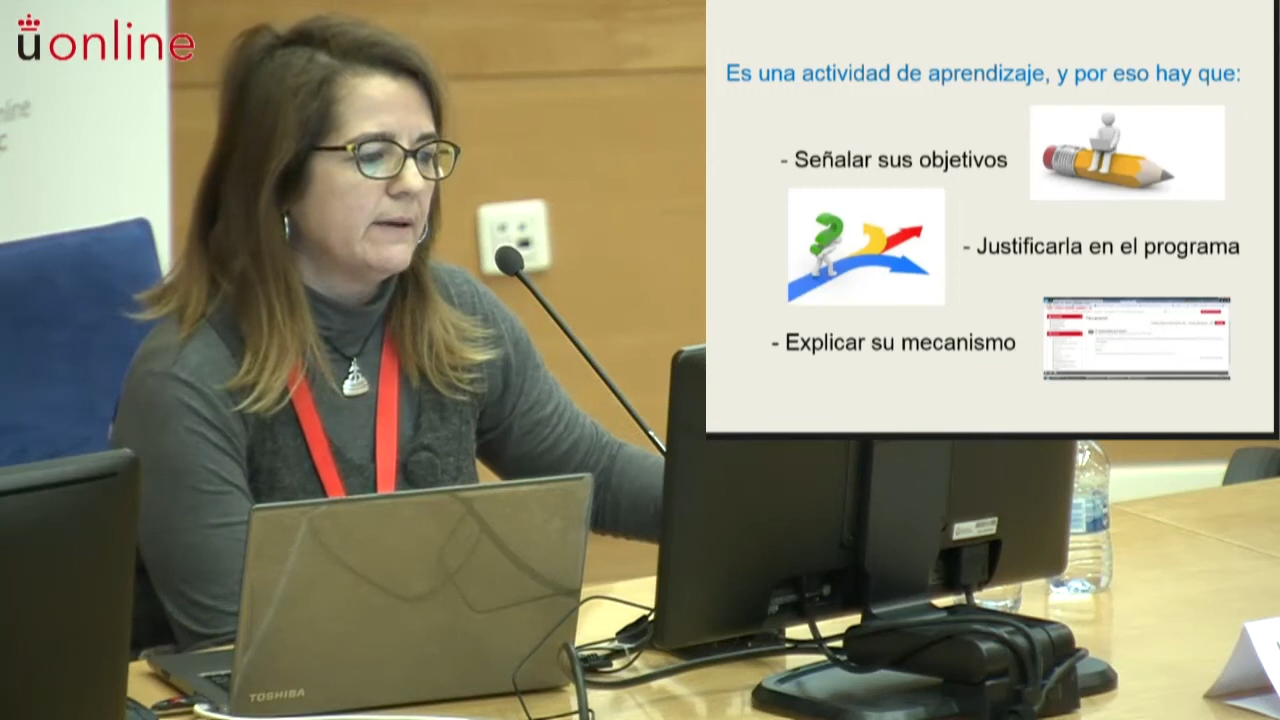 ūonline
Es una actividad de aprendizaje, y por eso hay que:
- Señalar sus objetivos
- Justificarla en el programa
- Explicar su mecanismo
TOSHIBA